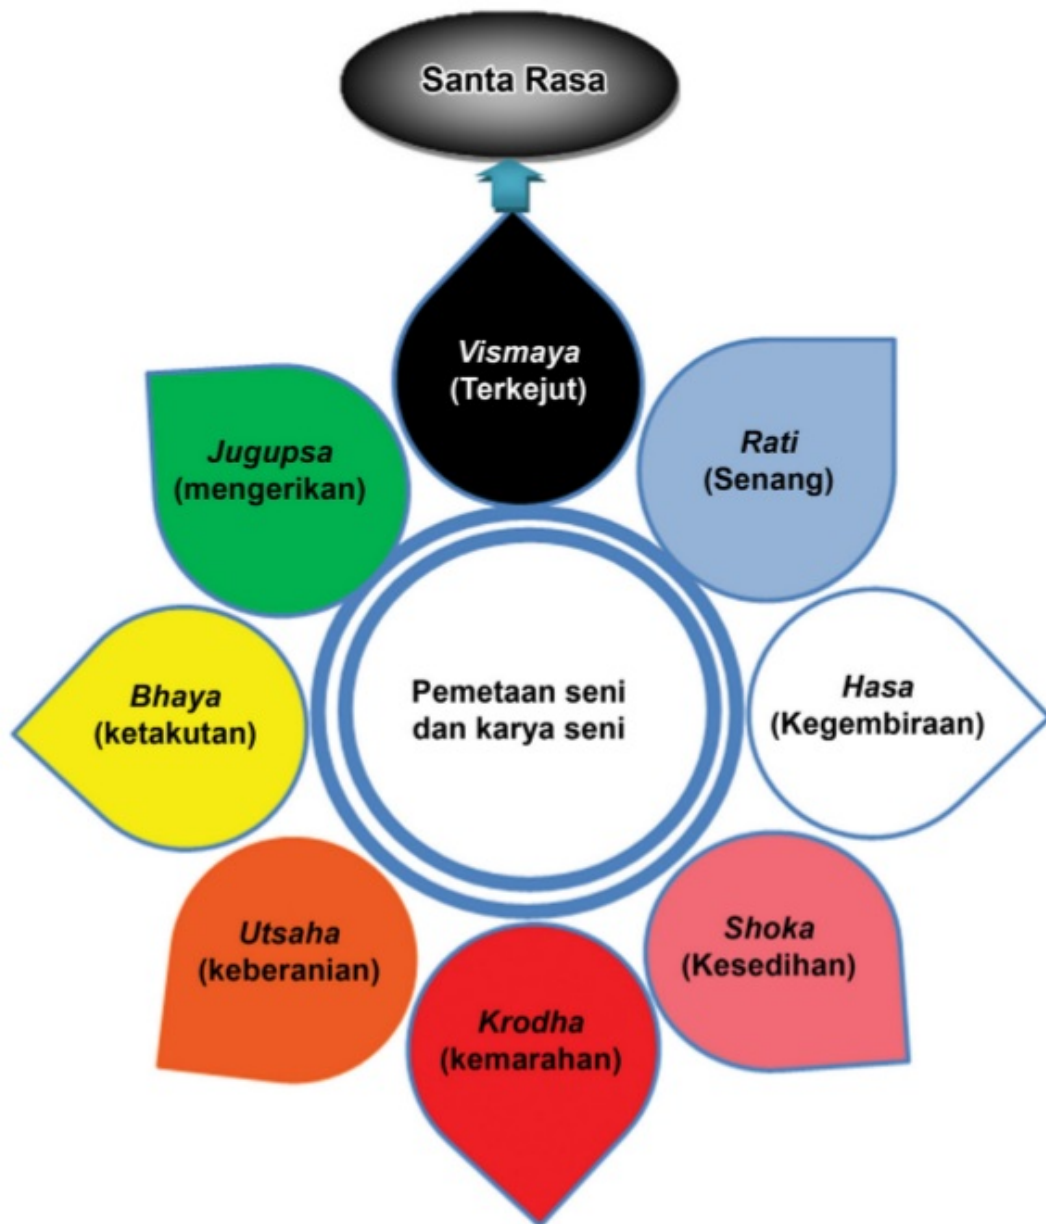 Santa Rasa
Vismaya
(Terkejut)
Rati
(Senang)
Hasa
(Kegembiraan)
Shoka
(Kesedihan)
Krodha
(kemarahan)
Utsaha
(keberanian)
Bhaya
(ketakutan)
Jugupsa
(mengerikan)
Pemetaan seni
dan karya seni